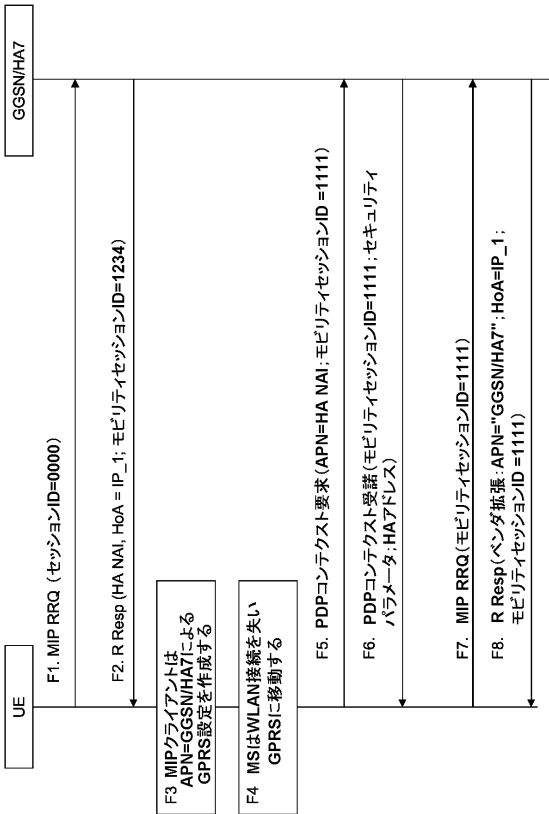 UE
GGSN/HA7
F1. MIP RRQ (セッションID=0000)
F2. R Resp (HA NAI, HoA = IP_1; モビリティセッションID=1234)
F3 MIPクライアントは
APN=GGSN/HA7による
GPRS設定を作成する
F4 MSはWLAN接続を失い
GPRSに移動する
F5. PDPコンテクスト要求(APN=HA NAI;モビリティセッションID =1111)
F6. PDPコンテクスト受諾(モビリティセッションID=1111;セキュリティ
パラメータ;HAアドレス)
F7. MIP RRQ(モビリティセッションID=1111)
F8. R Resp(ベンダ拡張:APN="GGSN/HA7"; HoA=IP_1;
モビリティセッションID =1111)